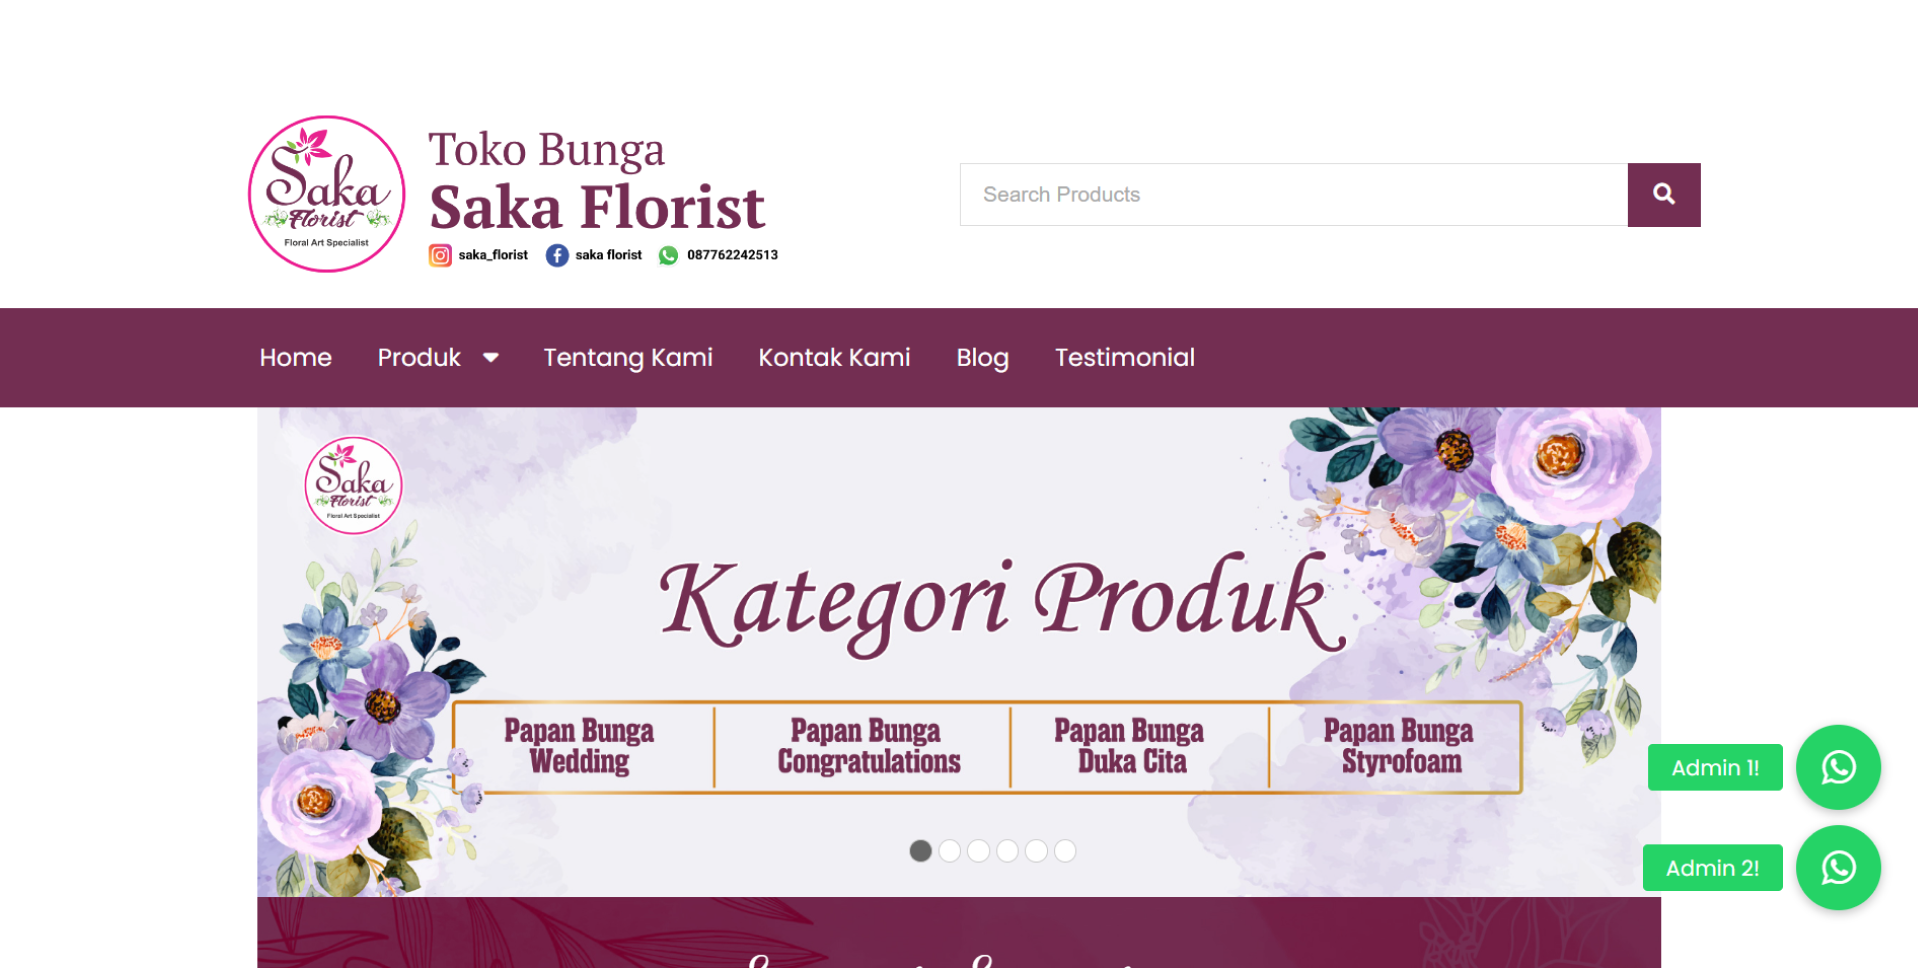 Saka
Florist
Floral Art Specialist
Toko Bunga
Saka Florist
saka_florist saka florist 087762242513
Search Products
Home Produk Tentang Kami Kontak Kami Blog Testimonial
Saka
Florist
Floral Art Specialist
Kategori Produk
Papan Bunga
Wedding
Papan Bunga
Congratulations
Papan Bunga
Duka Cita
Papan Bunga
Styrofoam
Admin 1!
Admin 2!